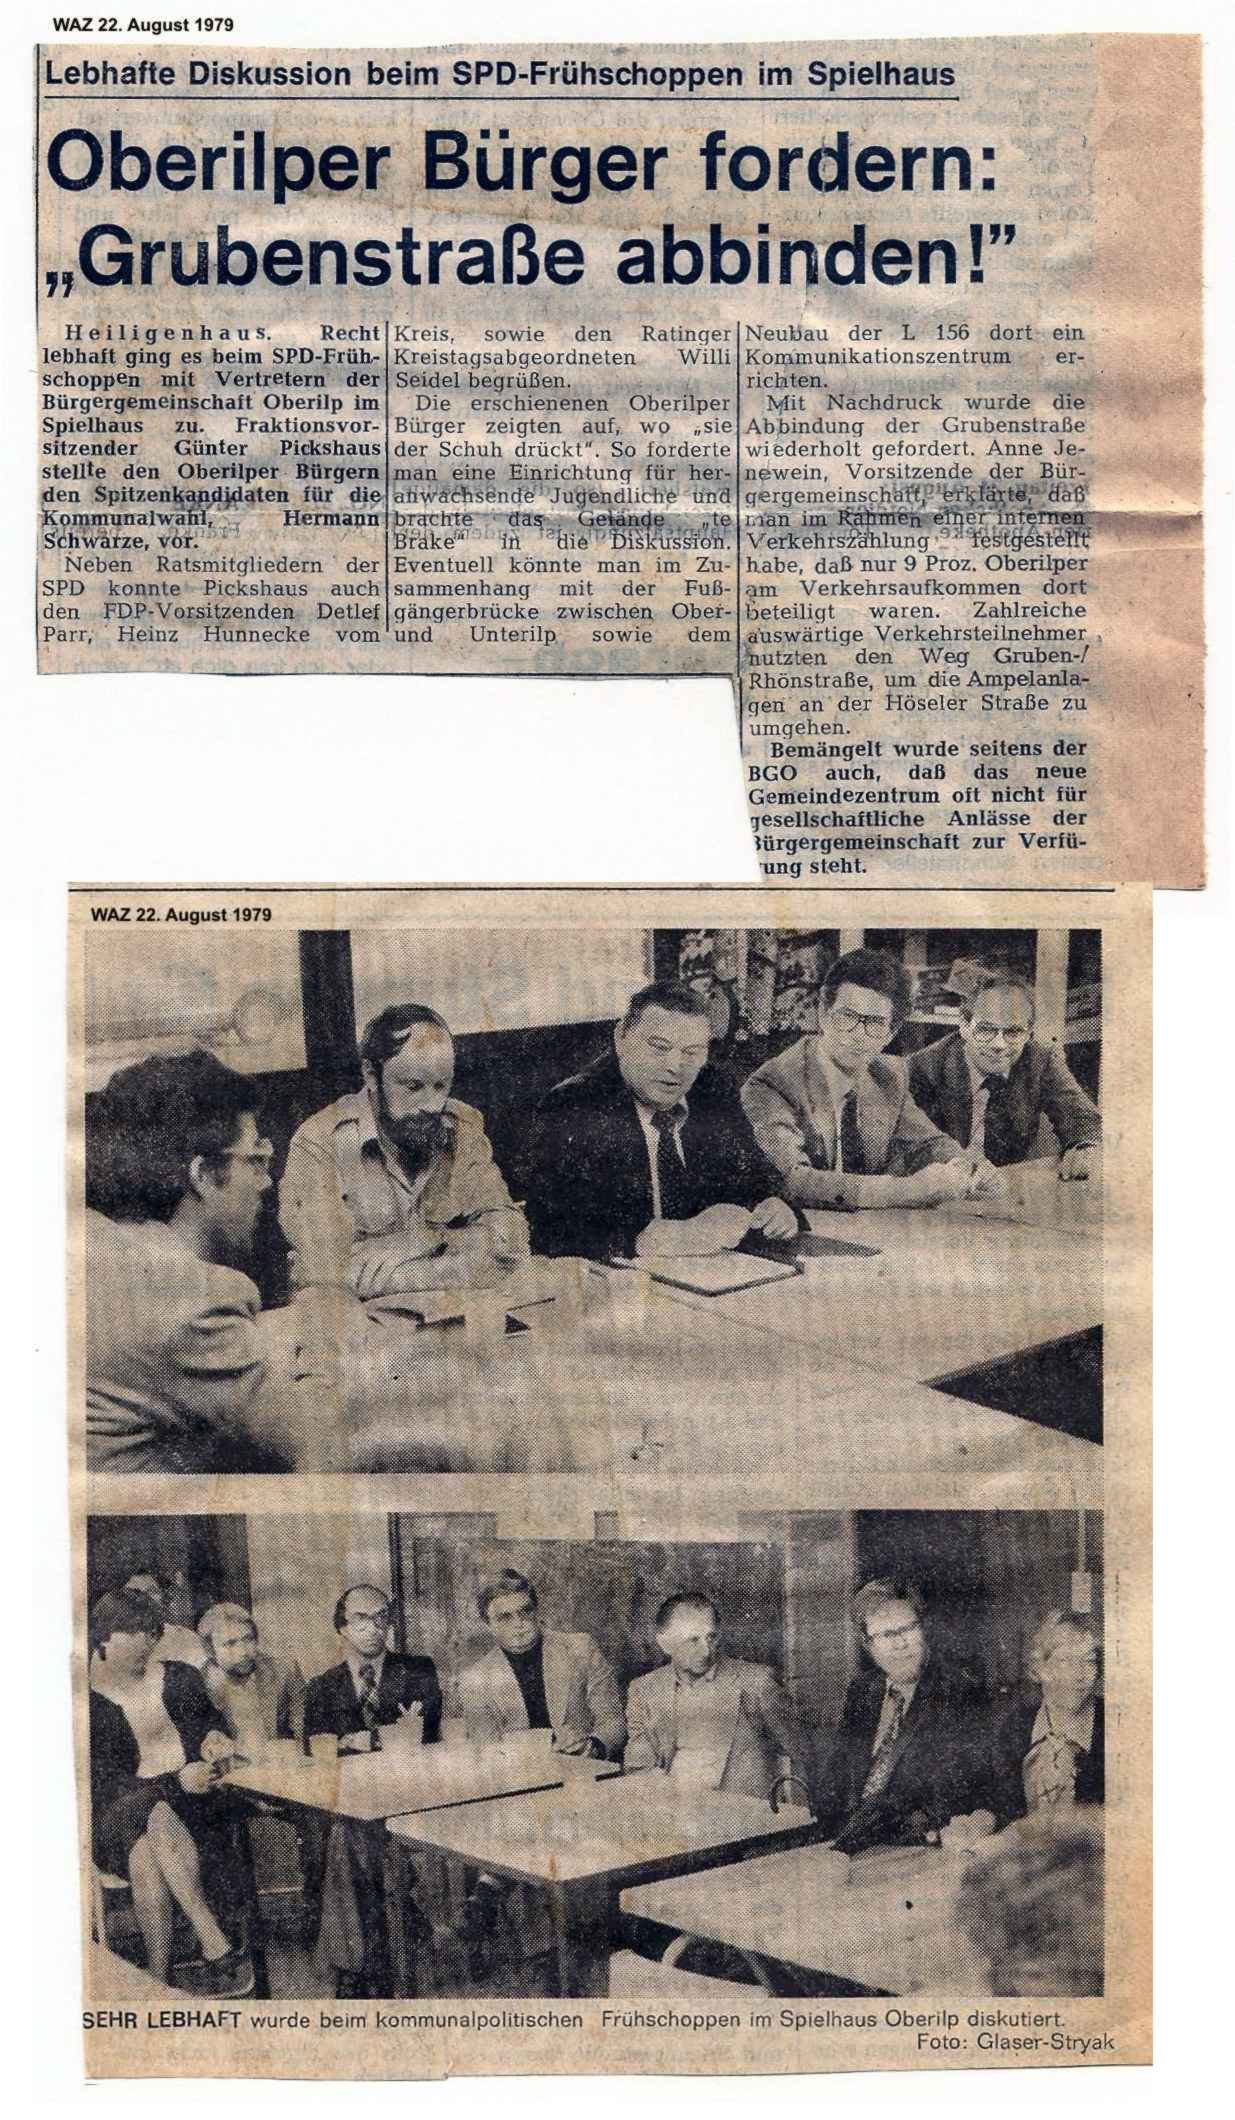 WAZ 22. August 1979
Lebhafte Diskussion beim SPD-Frühschoppen im Spielhaus
Oberilper Bürger fordern:
„Grubenstraße abbinden!”
Heiligenhaus. Recht
lebhaft ging es beim SPD-Früh-
schoppen mit Vertretern der
Bürgergemeinschaft Oberilp im
Spielhaus zu. Fraktionsvor-
sitzender Günter Pickshaus
stellte den Oberilper Bürgern
den Spitzenkandidaten für die
Kommunalwahl, Hermann
Schwarze, vor.
Neben Ratsmitgliedern der
SPD konnte Pickshaus auch
den FDP-Vorsitzenden Detlef
Parr, Heinz Hunnecke vom
Kreis, sowie den Ratinger
Kreistagsabgeordneten Willi
Seidel begrüßen.
Die erschienenen Oberilper
Bürger zeigten auf, wo „sie
der Schuh drückt“. So forderte
man eine Einrichtung für her-
anwachsende Jugendliche und
brachte das Gelände „te
Brake“ in die Diskussion.
Eventuell könnte man im Zu-
sammenhang mit der Fuß-
gängerbrücke zwischen Ober-
und Unterilp sowie dem
Neubau der L 156 dort ein
Kommunikationszentrum er-
richten.
Mit Nachdruck wurde die
Abbindung der Grubenstraße
wiederholt gefordert. Anne Je-
newein, Vorsitzende der Bür-
gergemeinschaft, erklärte, daß
man im Rahmen einer internen
Verkehrszählung festgestellt
habe, daß nur 9 Proz. Oberilper
am Verkehrsaufkommen dort
beteiligt waren. Zahlreiche
auswärtige Verkehrsteilnehmer
nutzten den Weg Gruben-/
Rhönstraße, um die Ampelanla-
gen an der Höseler Straße zu
umgehen.
Bemängelt wurde seitens der
BGO auch, daß das neue
Gemeindezentrum oft nicht für
gesellschaftliche Anlässe der
Bürgergemeinschaft zur Verfü-
ung steht.
WAZ 22. August 1979
SEHR LEBHAFT wurde beim kommunalpolitischen Frühschoppen im Spielhaus Oberilp diskutiert.
Foto: Glaser-Stryak